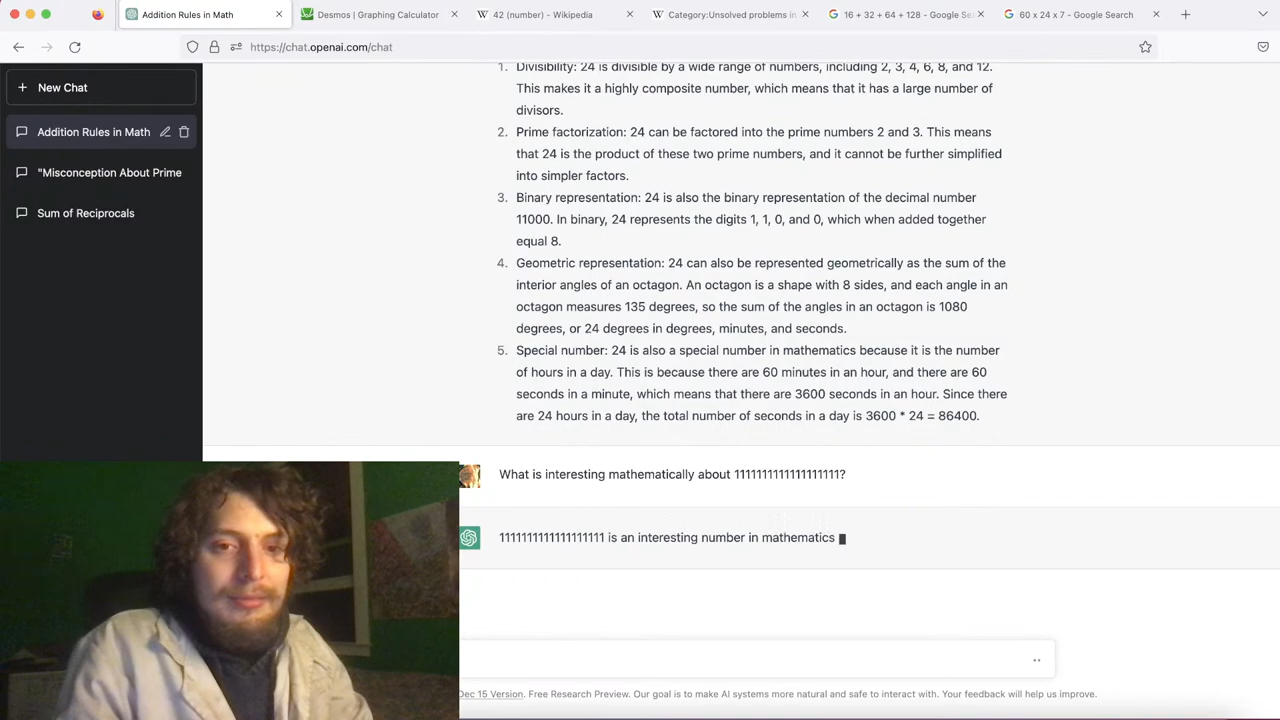 Addition Rules in Math
Desmos | Graphing Calculator
42 (number) - Wikipedia
Category:Unsolved problems in
16 + 32 + 64 + 128 - Google Se
60 x 24 x 7 - Google Search
https://chat.openai.com/chat
New Chat
Addition Rules in Math
"Misconception About Prime
Sum of Reciprocals
1. Divisibility: 24 is divisible by a wide range of numbers, including 2, 3, 4, 6, 8, and 12.
This makes it a highly composite number, which means that it has a large number of
divisors.
2. Prime factorization: 24 can be factored into the prime numbers 2 and 3. This means
that 24 is the product of these two prime numbers, and it cannot be further simplified
into simpler factors.
3. Binary representation: 24 is also the binary representation of the decimal number
11000. In binary, 24 represents the digits 1, 1, 0, and 0, which when added together
equal 8.
4. Geometric representation: 24 can also be represented geometrically as the sum of the
interior angles of an octagon. An octagon is a shape with 8 sides, and each angle in an
octagon measures 135 degrees, so the sum of the angles in an octagon is 1080
degrees, or 24 degrees in degrees, minutes, and seconds.
5. Special number: 24 is also a special number in mathematics because it is the number
of hours in a day. This is because there are 60 minutes in an hour, and there are 60
seconds in a minute, which means that there are 3600 seconds in an hour. Since there
are 24 hours in a day, the total number of seconds in a day is 3600 * 24 = 86400.
What is interesting mathematically about 1111111111111111111?
1111111111111111111 is an interesting number in mathematics
Dec 15 Version. Free Research Preview. Our goal is to make AI systems more natural and safe to interact with. Your feedback will help us improve.